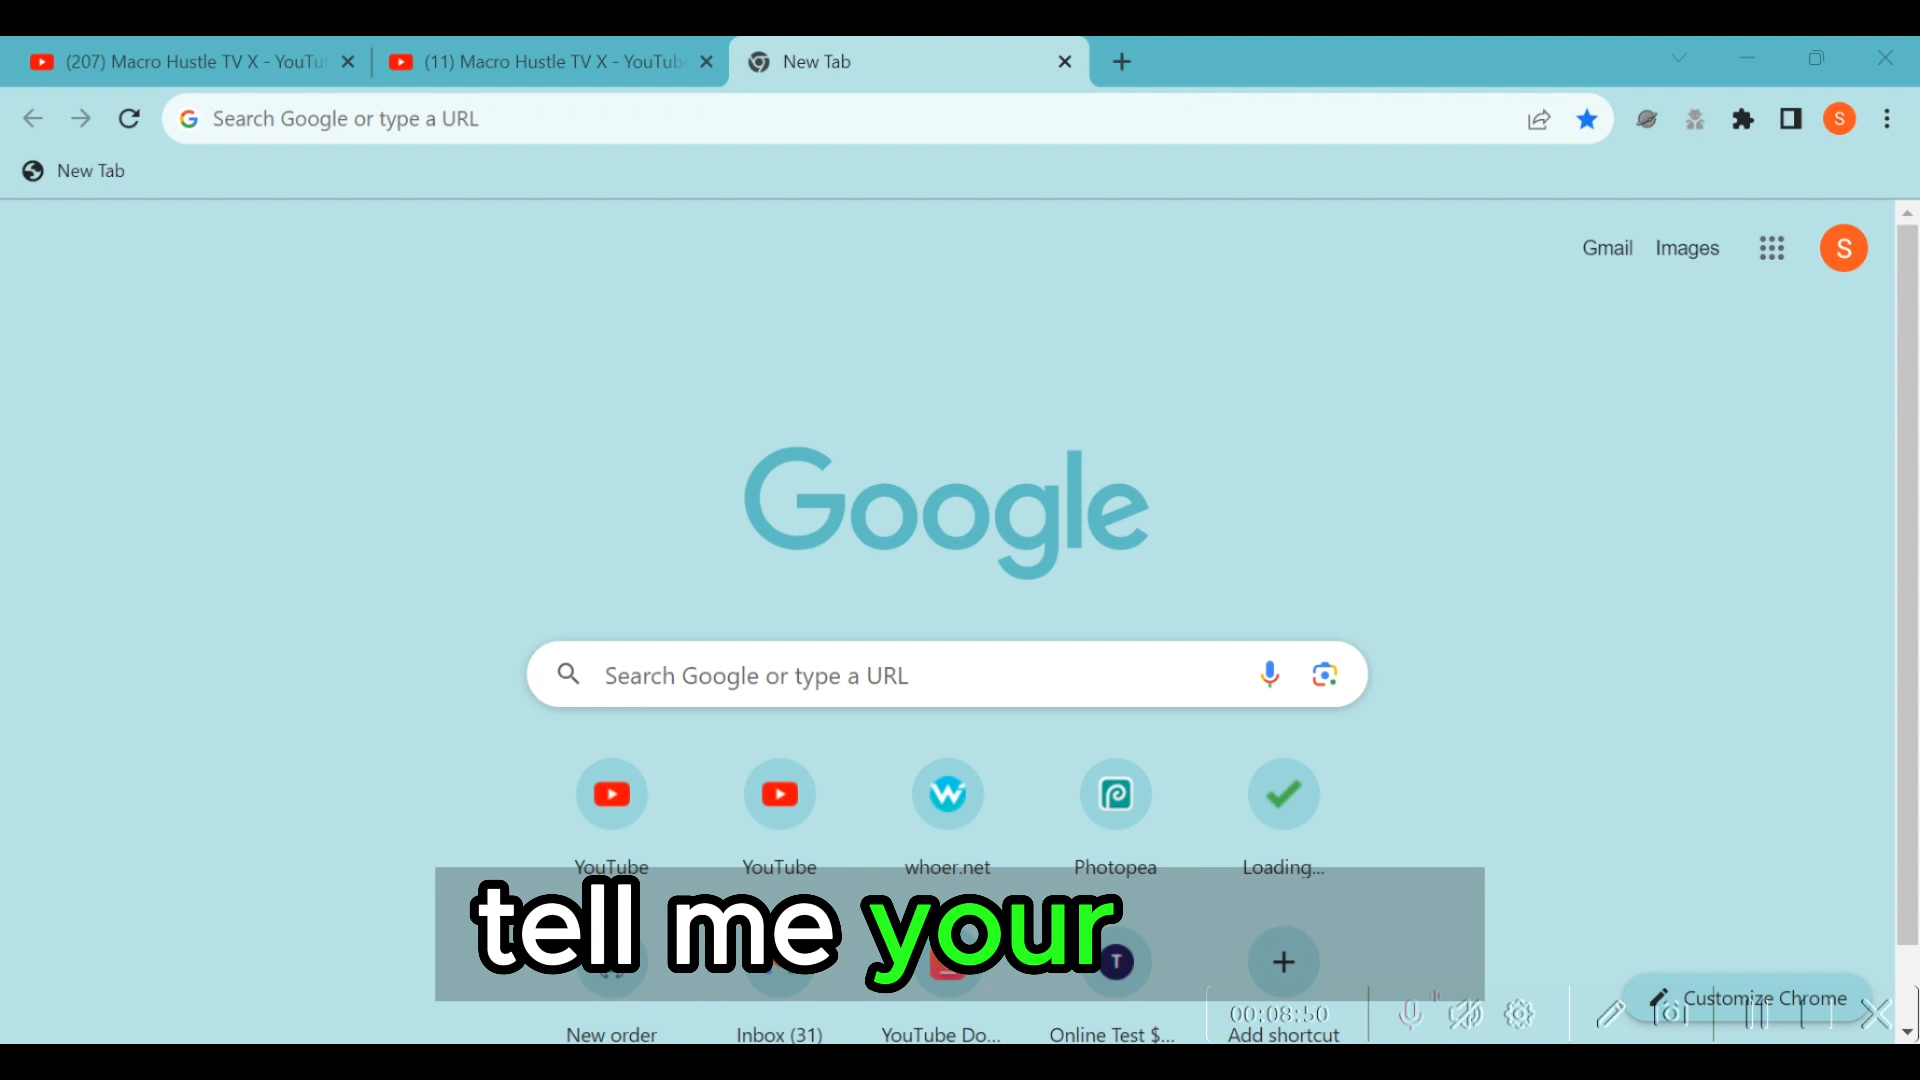 (207) Macro Hustle TV X - YouTu
(11) Macro Hustle TV X - YouTub
New Tab
Search Google or type a URL
S
New Tab
Gmail
Images
S
Google
Search Google or type a URL
YouTube
YouTube
whoer.net
Photopea
Loading...
tell me your
T
New order
Inbox (31)
YouTube Do...
Online Test $...
Add shortcut
00:08:50
Customize Chrome